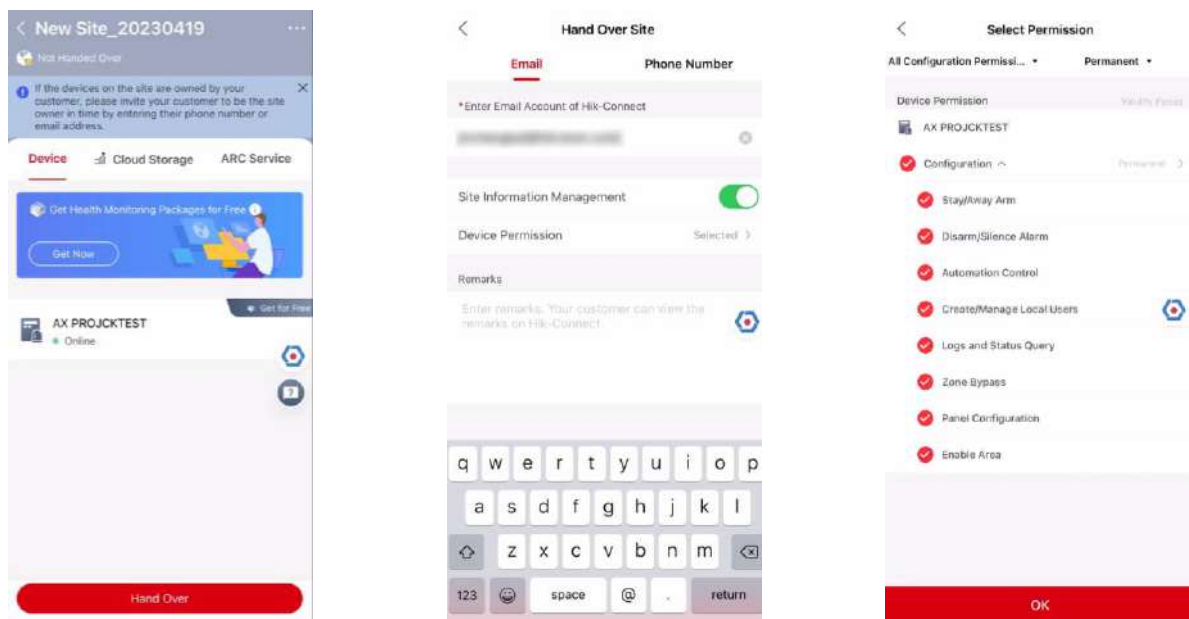 New Site_20230419
Not Handed Over
If the devices on the site are owned by your
customer, please invite your customer to be the site
owner in time by entering their phone number or
email address.
Device
Cloud Storage
ARC Service
Get Health Monitoring Packages for Free
Get Now
Get for Free
AX PROJCKTEST
Online
Hand Over
Hand Over Site
Email
Phone Number
*Enter Email Account of Hik-Connect
Site Information Management
Device Permission
Selected
Remarks
Enter remarks. Your customer can view the
remarks on Hik-Connect.
q w e r t y u i o p
a s d f g h j k l
z x c v b n m
123
space
@
.
return
Select Permission
All Configuration Permissi...
Permanent
Device Permission
Validity Period
AX PROJCKTEST
Configuration
Permanent
Stay/Away Arm
Disarm/Silence Alarm
Automation Control
Create/Manage Local Users
Logs and Status Query
Zone Bypass
Panel Configuration
Enable Area
OK